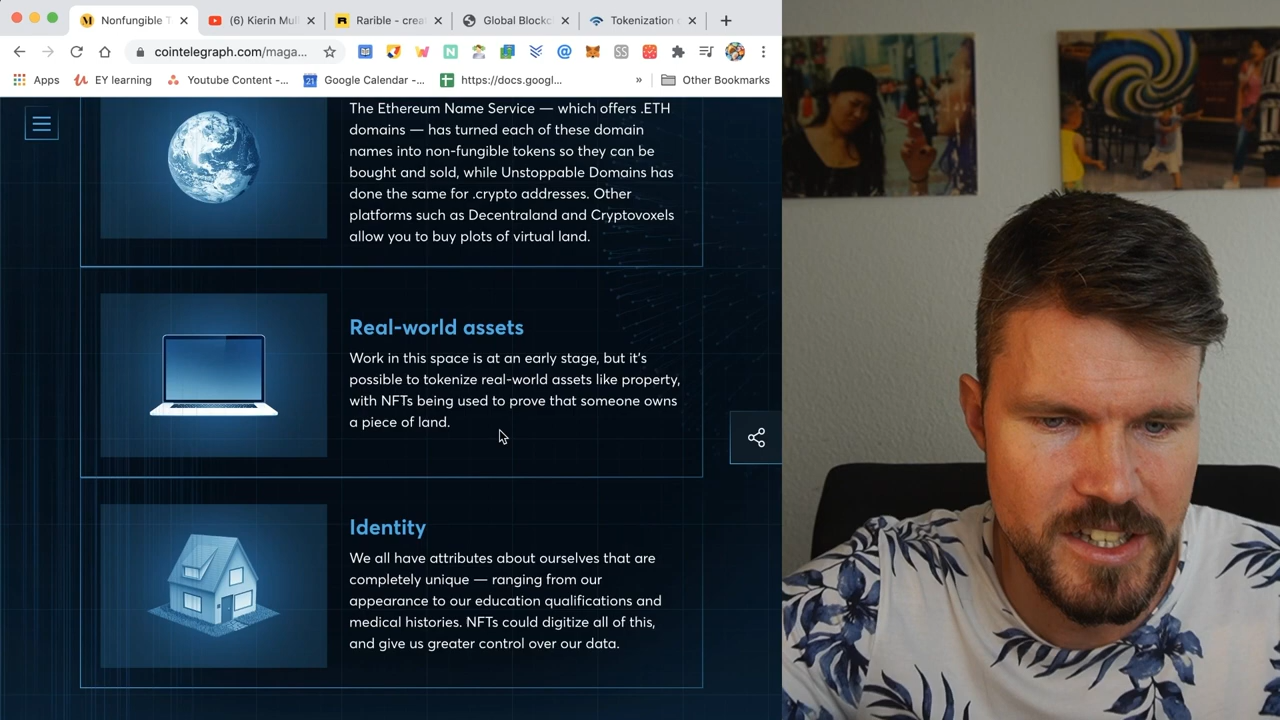 Nonfungible T
(6) Kierin Mul
Rarible - crea
Global Blockc
Tokenization o
cointelegraph.com/maga...
Apps
EY learning
Youtube Content -...
Google Calendar -...
https://docs.googl...
»
Other Bookmarks
The Ethereum Name Service — which offers .ETH
domains — has turned each of these domain
names into non-fungible tokens so they can be
bought and sold, while Unstoppable Domains has
done the same for .crypto addresses. Other
platforms such as Decentraland and Cryptovoxels
allow you to buy plots of virtual land.
Real-world assets
Work in this space is at an early stage, but it's
possible to tokenize real-world assets like property,
with NFTs being used to prove that someone owns
a piece of land.
Identity
We all have attributes about ourselves that are
completely unique — ranging from our
appearance to our education qualifications and
medical histories. NFTs could digitize all of this,
and give us greater control over our data.